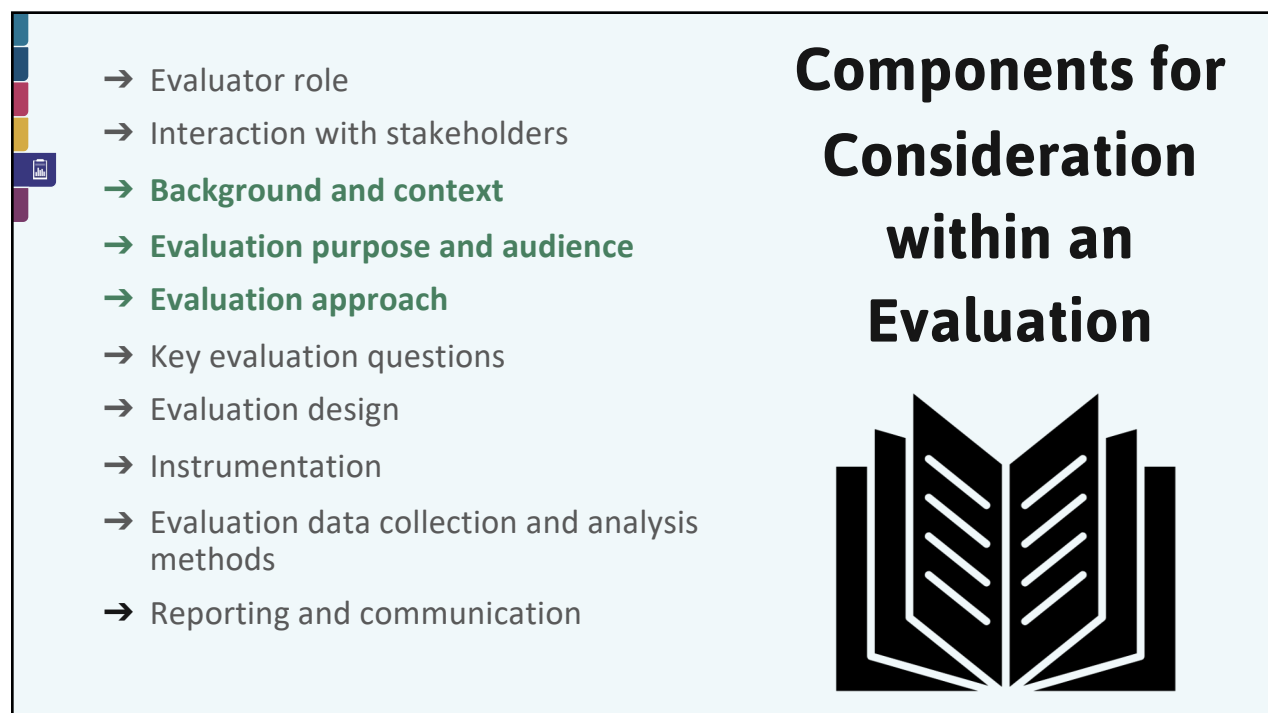 Components for
Consideration
within an
Evaluation
➔ Evaluator role
➔ Interaction with stakeholders
➔ Background and context
➔ Evaluation purpose and audience
➔ Evaluation approach
➔ Key evaluation questions
➔ Evaluation design
➔ Instrumentation
➔ Evaluation data collection and analysis
methods
➔ Reporting and communication